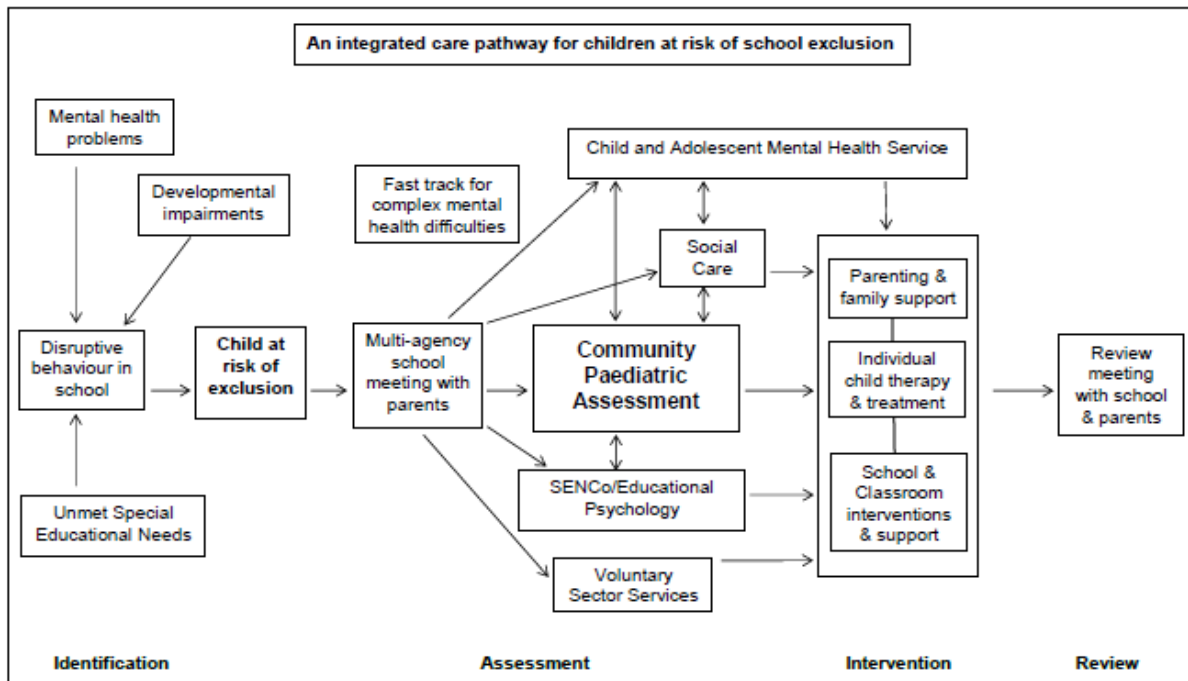 An integrated care pathway for children at risk of school exclusion
Mental health
problems
Developmental
impairments
Disruptive
behaviour in
school
Unmet Special
Educational Needs
Child at
risk of
exclusion
Fast track for
complex mental
health difficulties
Multi-agency
school
meeting with
parents
Child and Adolescent Mental Health Service
Social
Care
Community
Paediatric
Assessment
SENCo/Educational
Psychology
Voluntary
Sector Services
Parenting &
family support
Individual
child therapy
& treatment
School &
Classroom
interventions
& support
Review
meeting
with school
& parents
Identification
Assessment
Intervention
Review